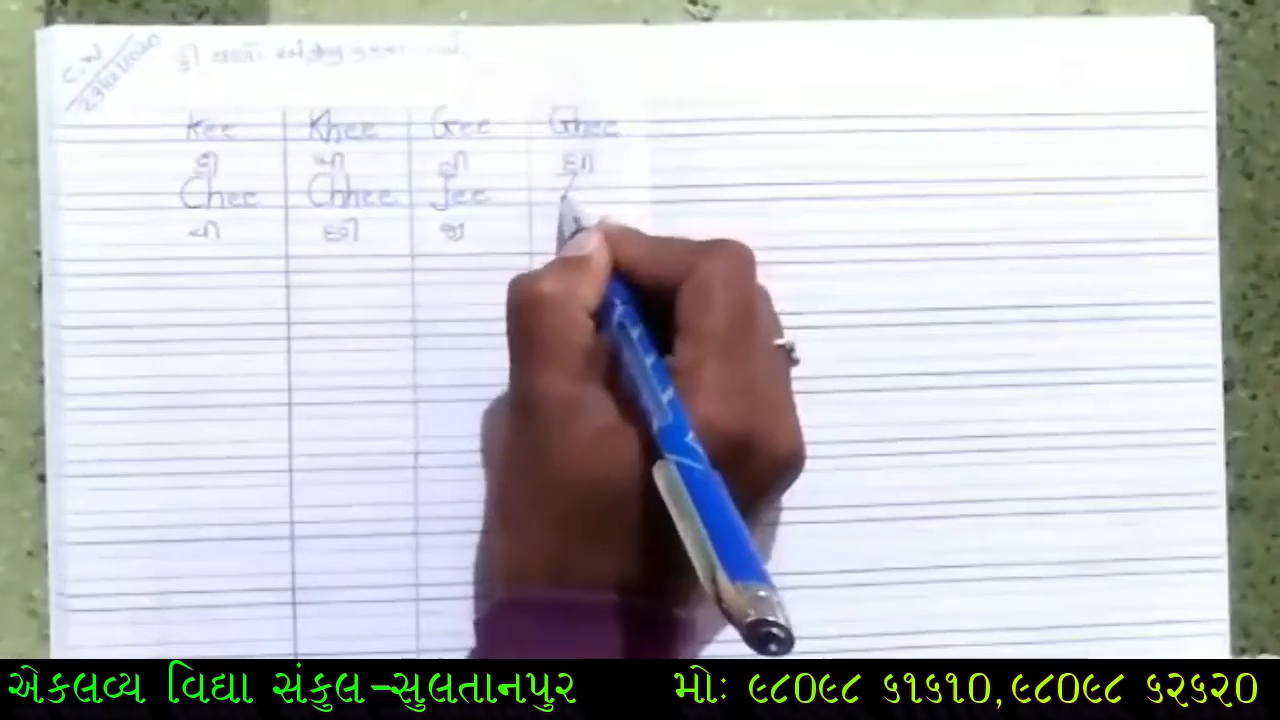 C.W
Kee Khee Gee Ghee
કી ખી ગી ઘી
Chee Chhee Jee
ચી છી જી
એકલવ્ય વિદ્યા સંકુલ-સુલતાનપુર મોઃ ૯૮૦૯૮ ૬૧૬૧૦,૯૮૦૯૮ ૬૨૬૨૦